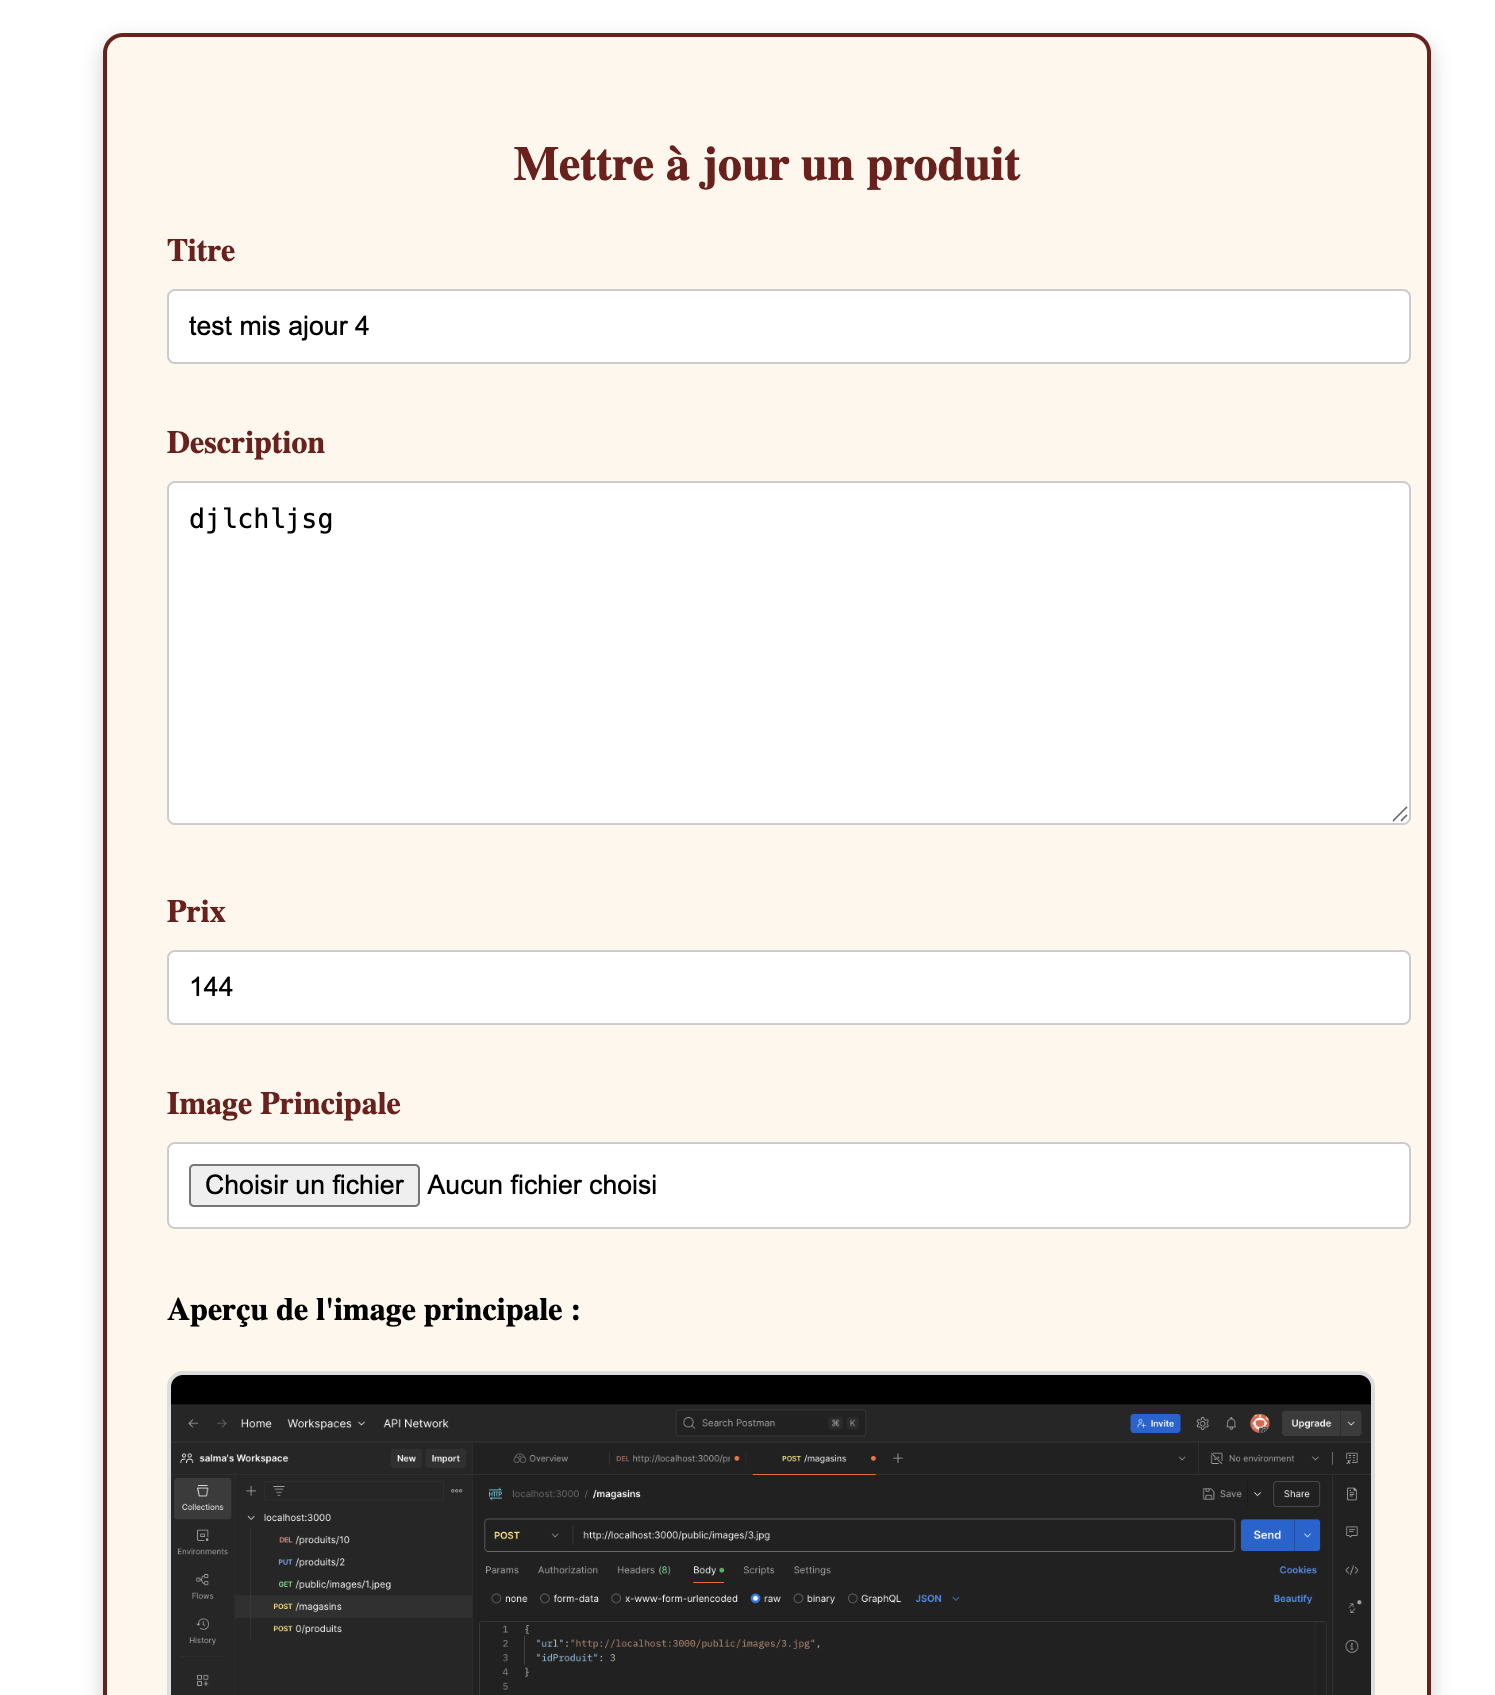 Mettre à jour un produit
Titre
test mis ajour 4
Description
djlchljsg
Prix
144
Image Principale
Choisir un fichier Aucun fichier choisi
Aperçu de l'image principale :
Home Workspaces API Network Search Postman ⌘ K Invite Upgrade
salma's Workspace New Import Overview DEL http://localhost:3000/pr POST /magasins No environment
Collections
localhost:3000 / /magasins Save Share
localhost:3000
POST http://localhost:3000/public/images/3.jpg Send
DEL /produits/10
Environments
PUT /produits/2
Params Authorization Headers (8) Body Scripts Settings Cookies
GET /public/images/1.jpeg
Flows
none form-data x-www-form-urlencoded raw binary GraphQL JSON Beautify
POST /magasins
POST 0/produits
History
1 {
2 "url":"http://localhost:3000/public/images/3.jpg",
3 "idProduit": 3
4 }
5